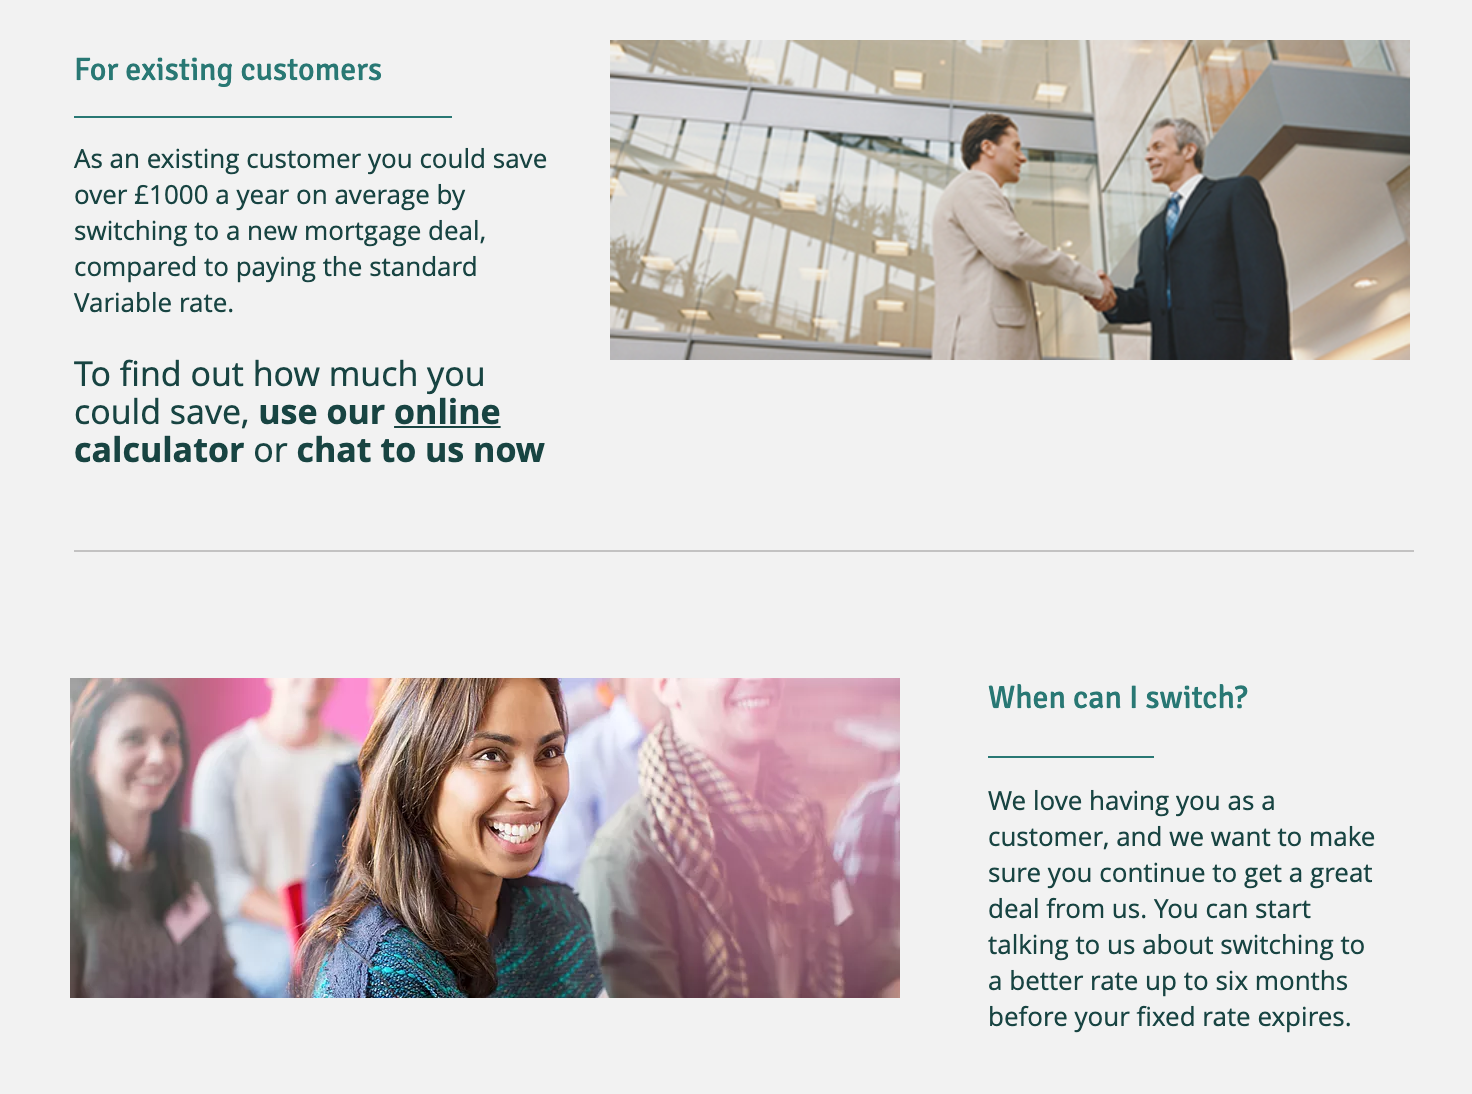 For existing customers
As an existing customer you could save
over £1000 a year on average by
switching to a new mortgage deal,
compared to paying the standard
Variable rate.
To find out how much you
could save, use our online
calculator or chat to us now
When can I switch?
We love having you as a
customer, and we want to make
sure you continue to get a great
deal from us. You can start
talking to us about switching to
a better rate up to six months
before your fixed rate expires.